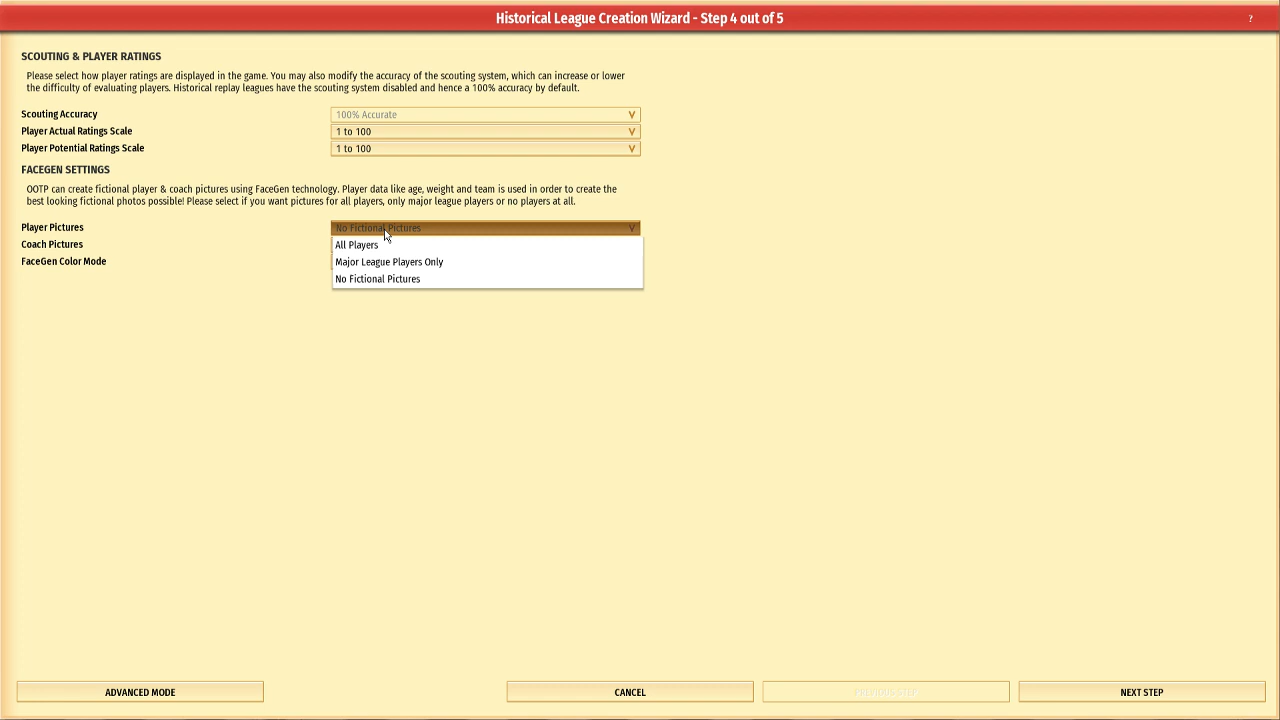 Historical League Creation Wizard - Step 4 out of 5
?
SCOUTING & PLAYER RATINGS
Please select how player ratings are displayed in the game. You may also modify the accuracy of the scouting system, which can increase or lower
the difficulty of evaluating players. Historical replay leagues have the scouting system disabled and hence a 100% accuracy by default.
Scouting Accuracy
100% Accurate
Player Actual Ratings Scale
1 to 100
Player Potential Ratings Scale
1 to 100
FACEGEN SETTINGS
OOTP can create fictional player & coach pictures using FaceGen technology. Player data like age, weight and team is used in order to create the
best looking fictional photos possible! Please select if you want pictures for all players, only major league players or no players at all.
Player Pictures
No Fictional Pictures
Coach Pictures
All Players
FaceGen Color Mode
Major League Players Only
No Fictional Pictures
ADVANCED MODE
CANCEL
PREVIOUS STEP
NEXT STEP